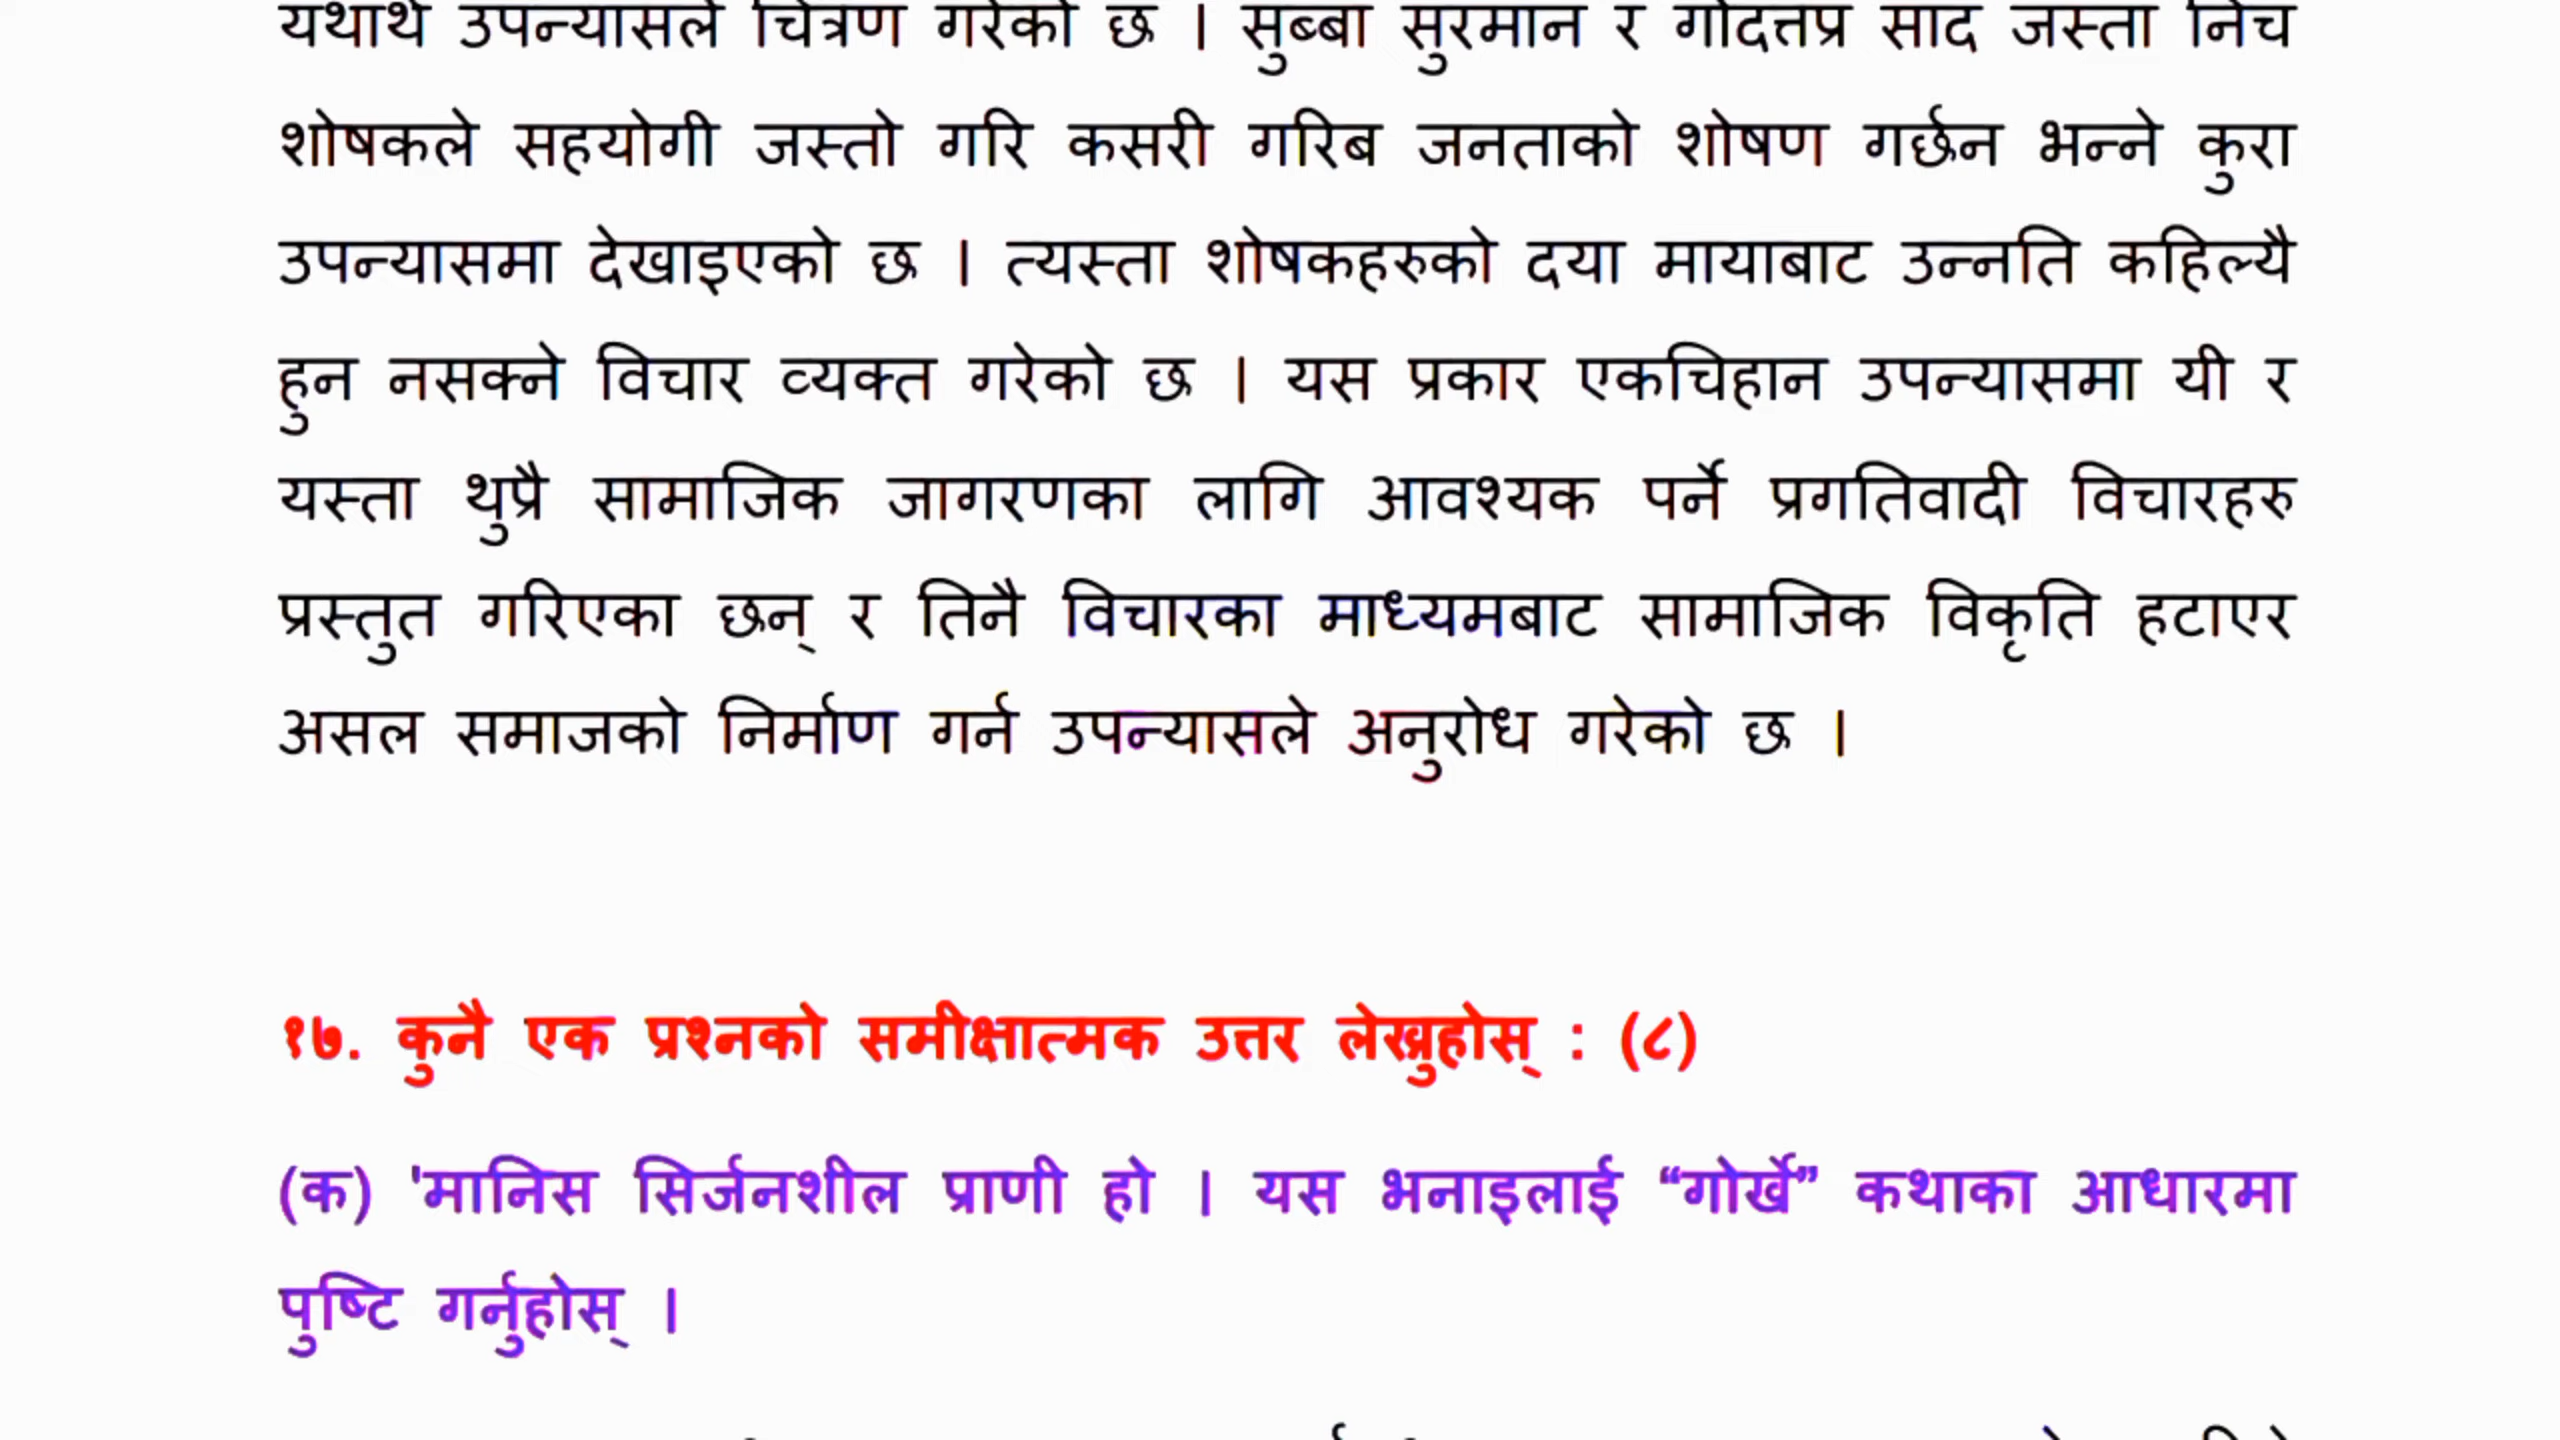 यथार्थ उपन्यासले चित्रण गरेको छ । सुब्बा सुरमान र गोदत्तप्र साद जस्ता निच
शोषकले सहयोगी जस्तो गरि कसरी गरिब जनताको शोषण गर्छन भन्ने कुरा
उपन्यासमा देखाइएको छ । त्यस्ता शोषकहरुको दया मायाबाट उन्नति कहिल्यै
हुन नसक्ने विचार व्यक्त गरेको छ । यस प्रकार एकचिहान उपन्यासमा यी र
यस्ता थुप्रै सामाजिक जागरणका लागि आवश्यक पर्ने प्रगतिवादी विचारहरु
प्रस्तुत गरिएका छन् र तिनै विचारका माध्यमबाट सामाजिक विकृति हटाएर
असल समाजको निर्माण गर्न उपन्यासले अनुरोध गरेको छ ।
१७. कुनै एक प्रश्नको समीक्षात्मक उत्तर लेख्नुहोस् : (८)
(क) 'मानिस सिर्जनशील प्राणी हो । यस भनाइलाई “गोर्खे” कथाका आधारमा
पुष्टि गर्नुहोस् ।